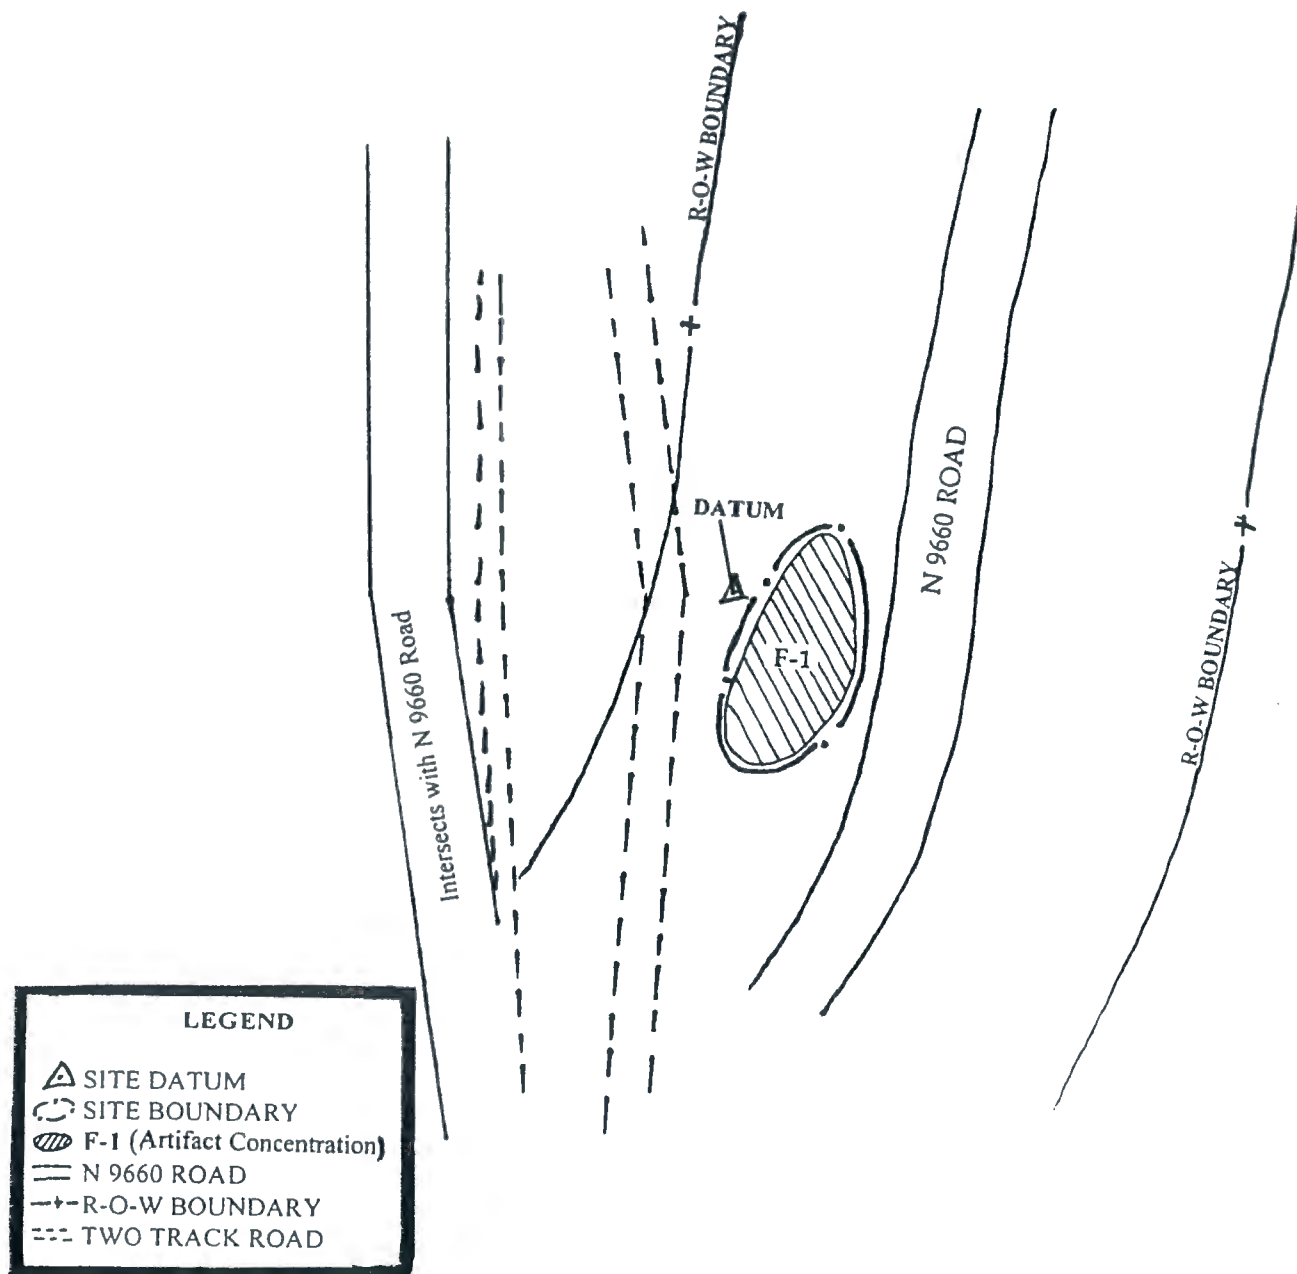 R-O-W BOUNDARY
DATUM
N 9660 ROAD
F-1
R-O-W BOUNDARY
Intersects with N 9660 Road
LEGEND
SITE DATUM
SITE BOUNDARY
F-1 (Artifact Concentration)
N 9660 ROAD
R-O-W BOUNDARY
TWO TRACK ROAD